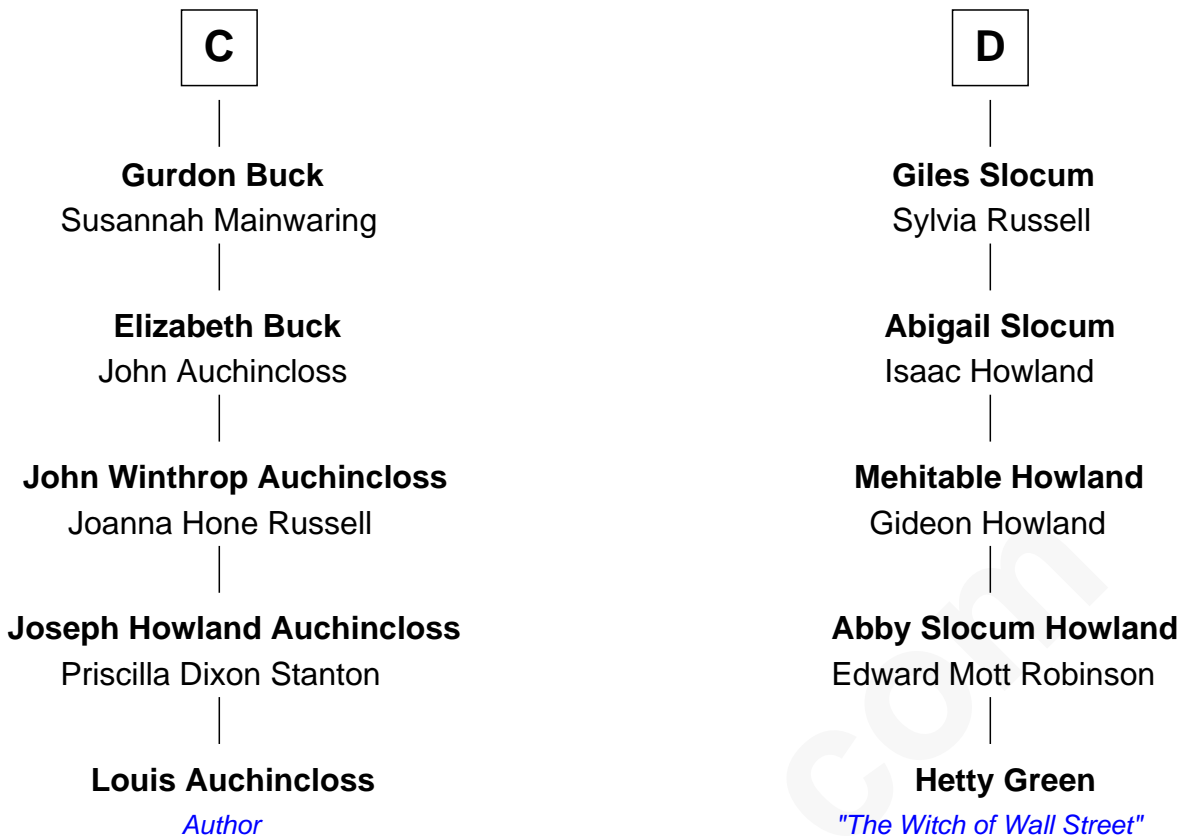 C
Gurdon Buck
Susannah Mainwaring
Elizabeth Buck
John Auchincloss
John Winthrop Auchincloss
Joanna Hone Russell
Joseph Howland Auchincloss
Priscilla Dixon Stanton
Louis Auchincloss
Author
D
Giles Slocum
Sylvia Russell
Abigail Slocum
Isaac Howland
Mehitable Howland
Gideon Howland
Abby Slocum Howland
Edward Mott Robinson
Hetty Green
"The Witch of Wall Street"
com